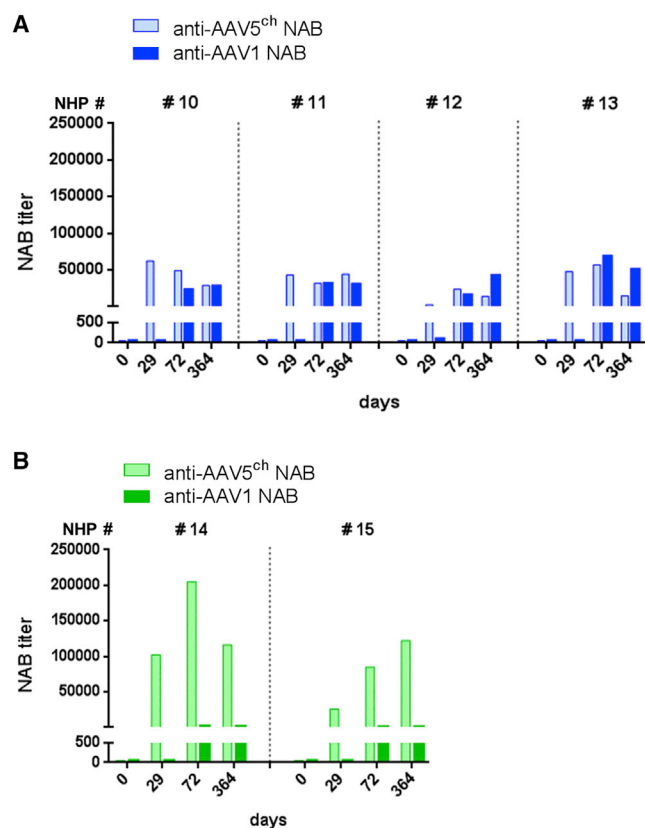 A
anti-AAV5ch NAB
anti-AAV1 NAB
NHP # # 10 # 11 # 12 # 13
250000
200000
150000
100000
50000
500
0
NAB titer
0 29 72 364 0 29 72 364 0 29 72 364 0 29 72 364
days
B
anti-AAV5ch NAB
anti-AAV1 NAB
NHP # # 14 # 15
250000
200000
150000
100000
50000
500
0
NAB titer
0 29 72 364 0 29 72 364
days